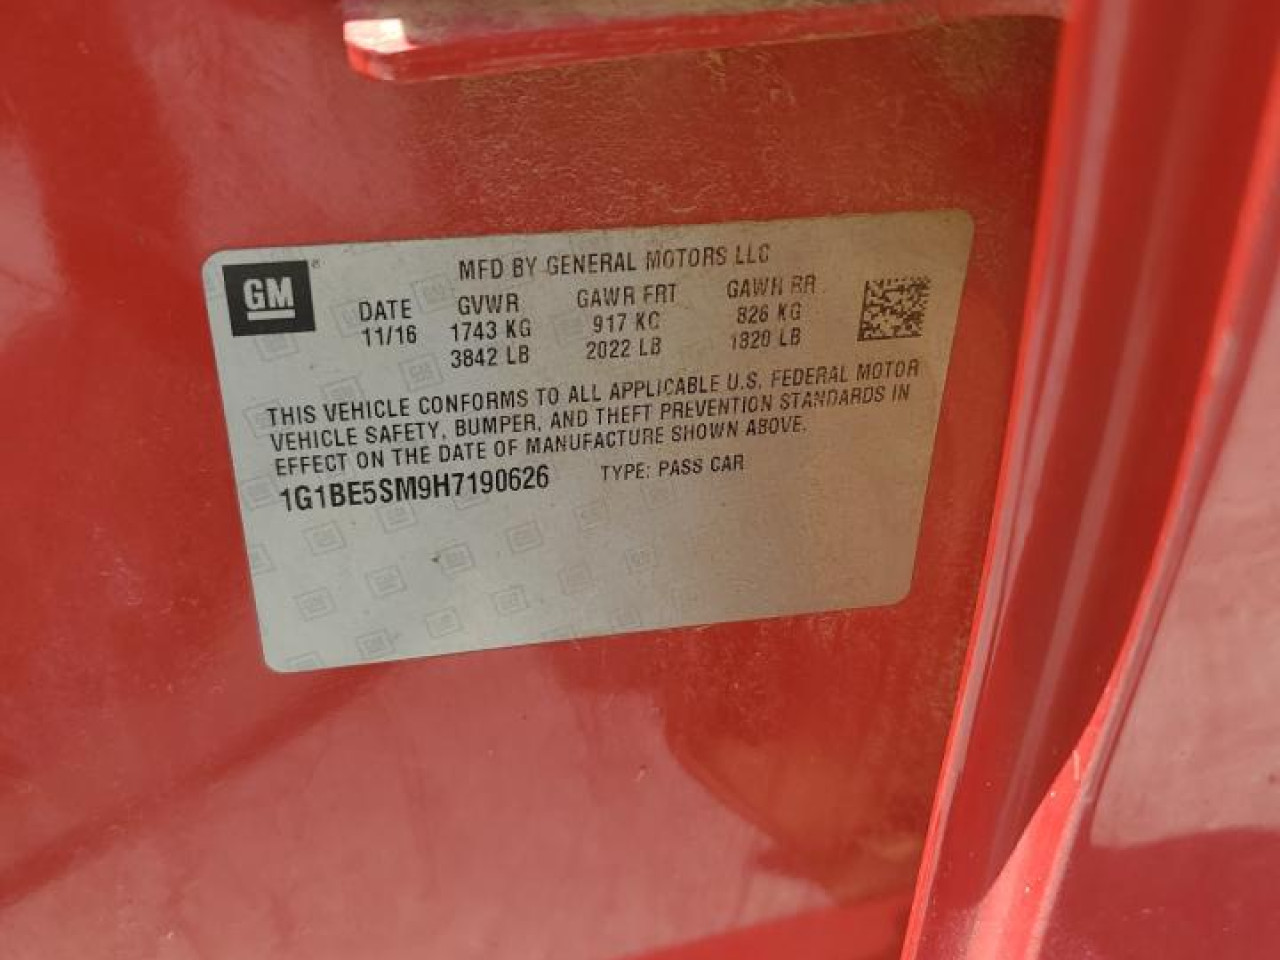 GM®
MFD BY GENERAL MOTORS LLC
DATE GVWR GAWR FRT GAWR RR
11/16 1743 KG 917 KG 826 KG
3842 LB 2022 LB 1820 LB
THIS VEHICLE CONFORMS TO ALL APPLICABLE U.S. FEDERAL MOTOR
VEHICLE SAFETY, BUMPER, AND THEFT PREVENTION STANDARDS IN
EFFECT ON THE DATE OF MANUFACTURE SHOWN ABOVE.
1G1BE5SM9H7190626 TYPE: PASS CAR